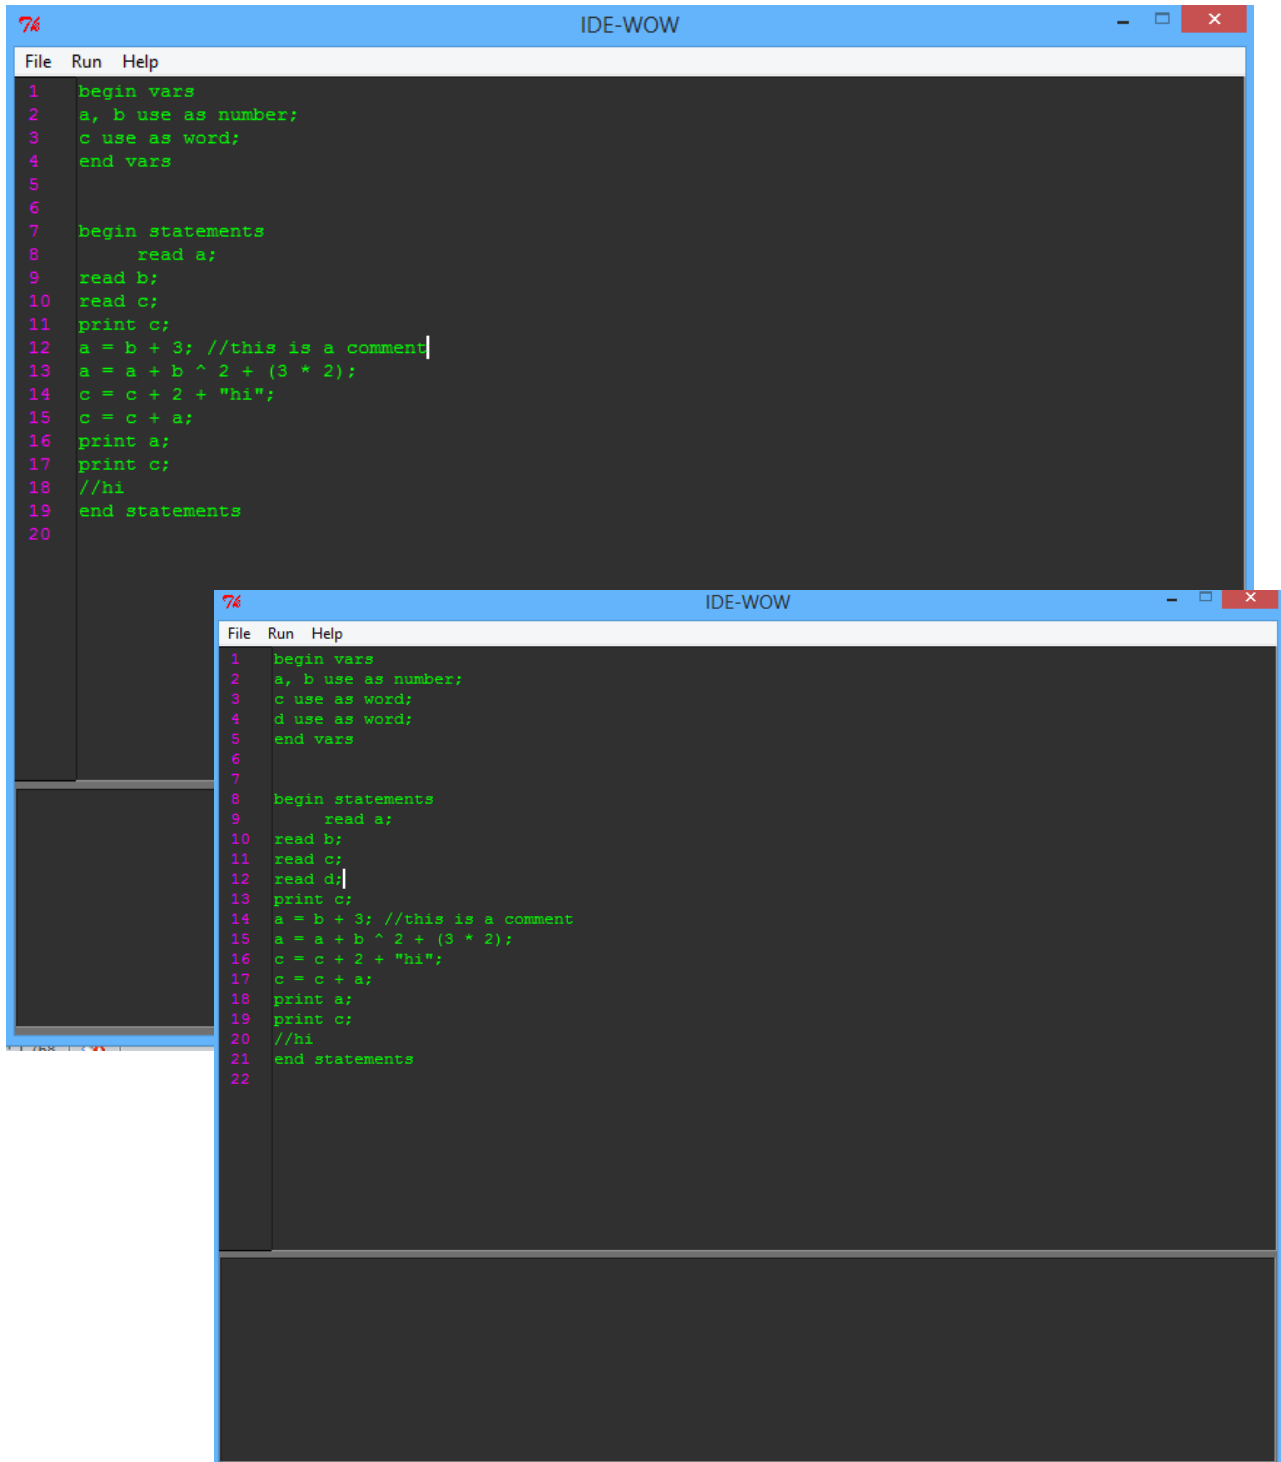 Tk IDE-WOW
File Run Help
1 begin vars
2 a, b use as number;
3 c use as word;
4 end vars
5
6
7 begin statements
8 read a;
9 read b;
10 read c;
11 print c;
12 a = b + 3; //this is a comment
13 a = a + b ^ 2 + (3 * 2);
14 c = c + 2 + "hi";
15 c = c + a;
16 print a;
17 print c;
18 //hi
19 end statements
20
Tk IDE-WOW
File Run Help
1 begin vars
2 a, b use as number;
3 c use as word;
4 d use as word;
5 end vars
6
7
8 begin statements
9 read a;
10 read b;
11 read c;
12 read d;
13 print c;
14 a = b + 3; //this is a comment
15 a = a + b ^ 2 + (3 * 2);
16 c = c + 2 + "hi";
17 c = c + a;
18 print a;
19 print c;
20 //hi
21 end statements
22